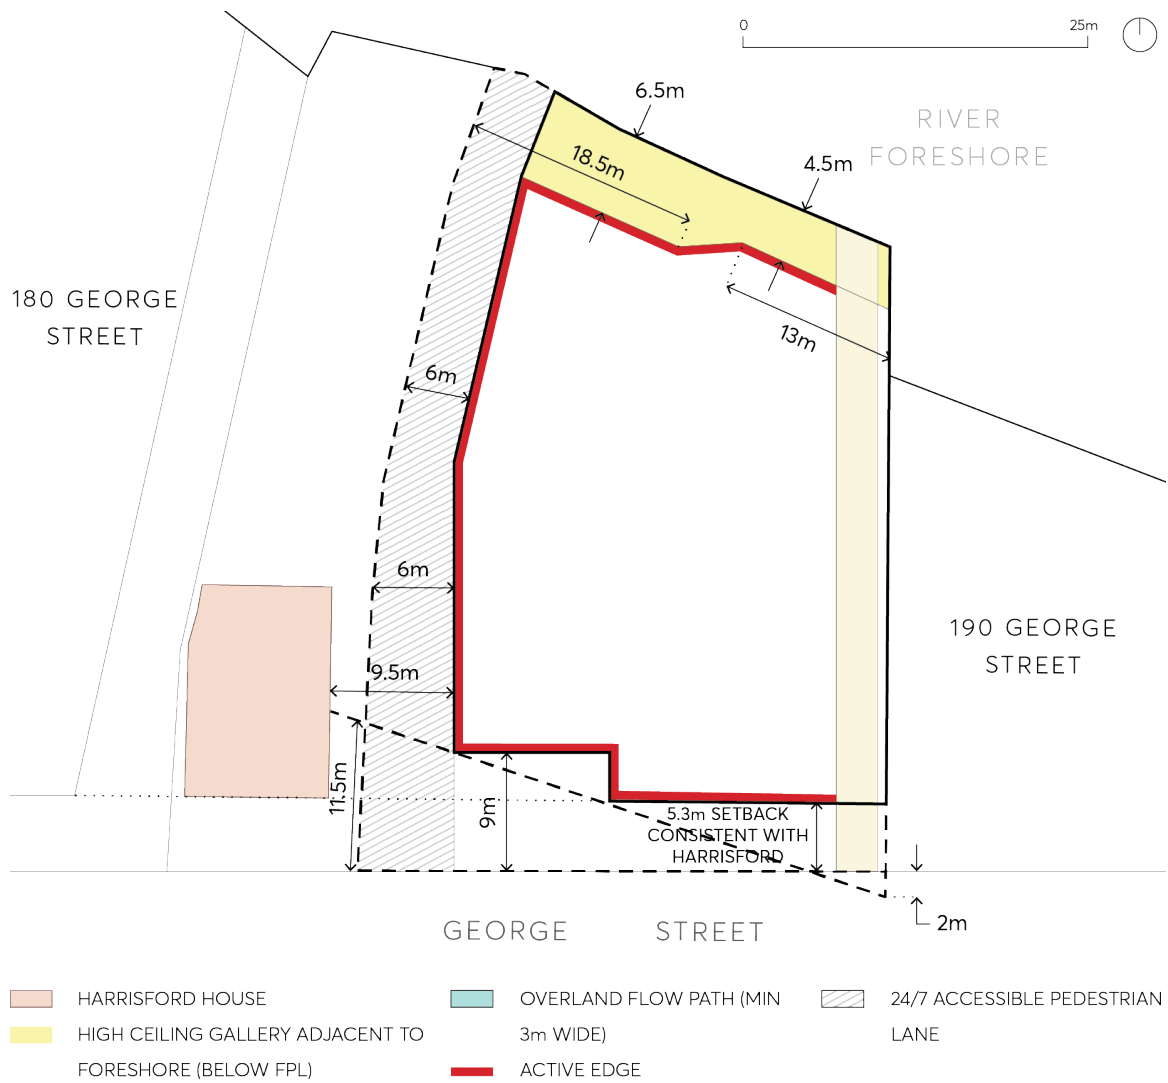 0
25m
6.5m
RIVER
FORESHORE
18.5m
4.5m
180 GEORGE
STREET
13m
6m
6m
190 GEORGE
STREET
9.5m
11.5m
9m
5.3m SETBACK
CONSISTENT WITH
HARRISFORD
2m
GEORGE STREET
HARRISFORD HOUSE
HIGH CEILING GALLERY ADJACENT TO
FORESHORE (BELOW FPL)
OVERLAND FLOW PATH (MIN
3m WIDE)
ACTIVE EDGE
24/7 ACCESSIBLE PEDESTRIAN
LANE